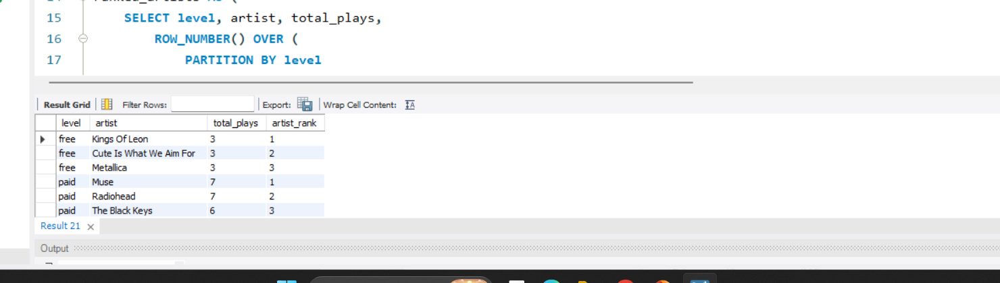 15 SELECT level, artist, total_plays,
16 ROW_NUMBER() OVER (
17 PARTITION BY level
Result Grid Filter Rows: Export: Wrap Cell Content:
level artist total_plays artist_rank
free Kings Of Leon 3 1
free Cute Is What We Aim For 3 2
free Metallica 3 3
paid Muse 7 1
paid Radiohead 7 2
paid The Black Keys 6 3
Result 21
Output